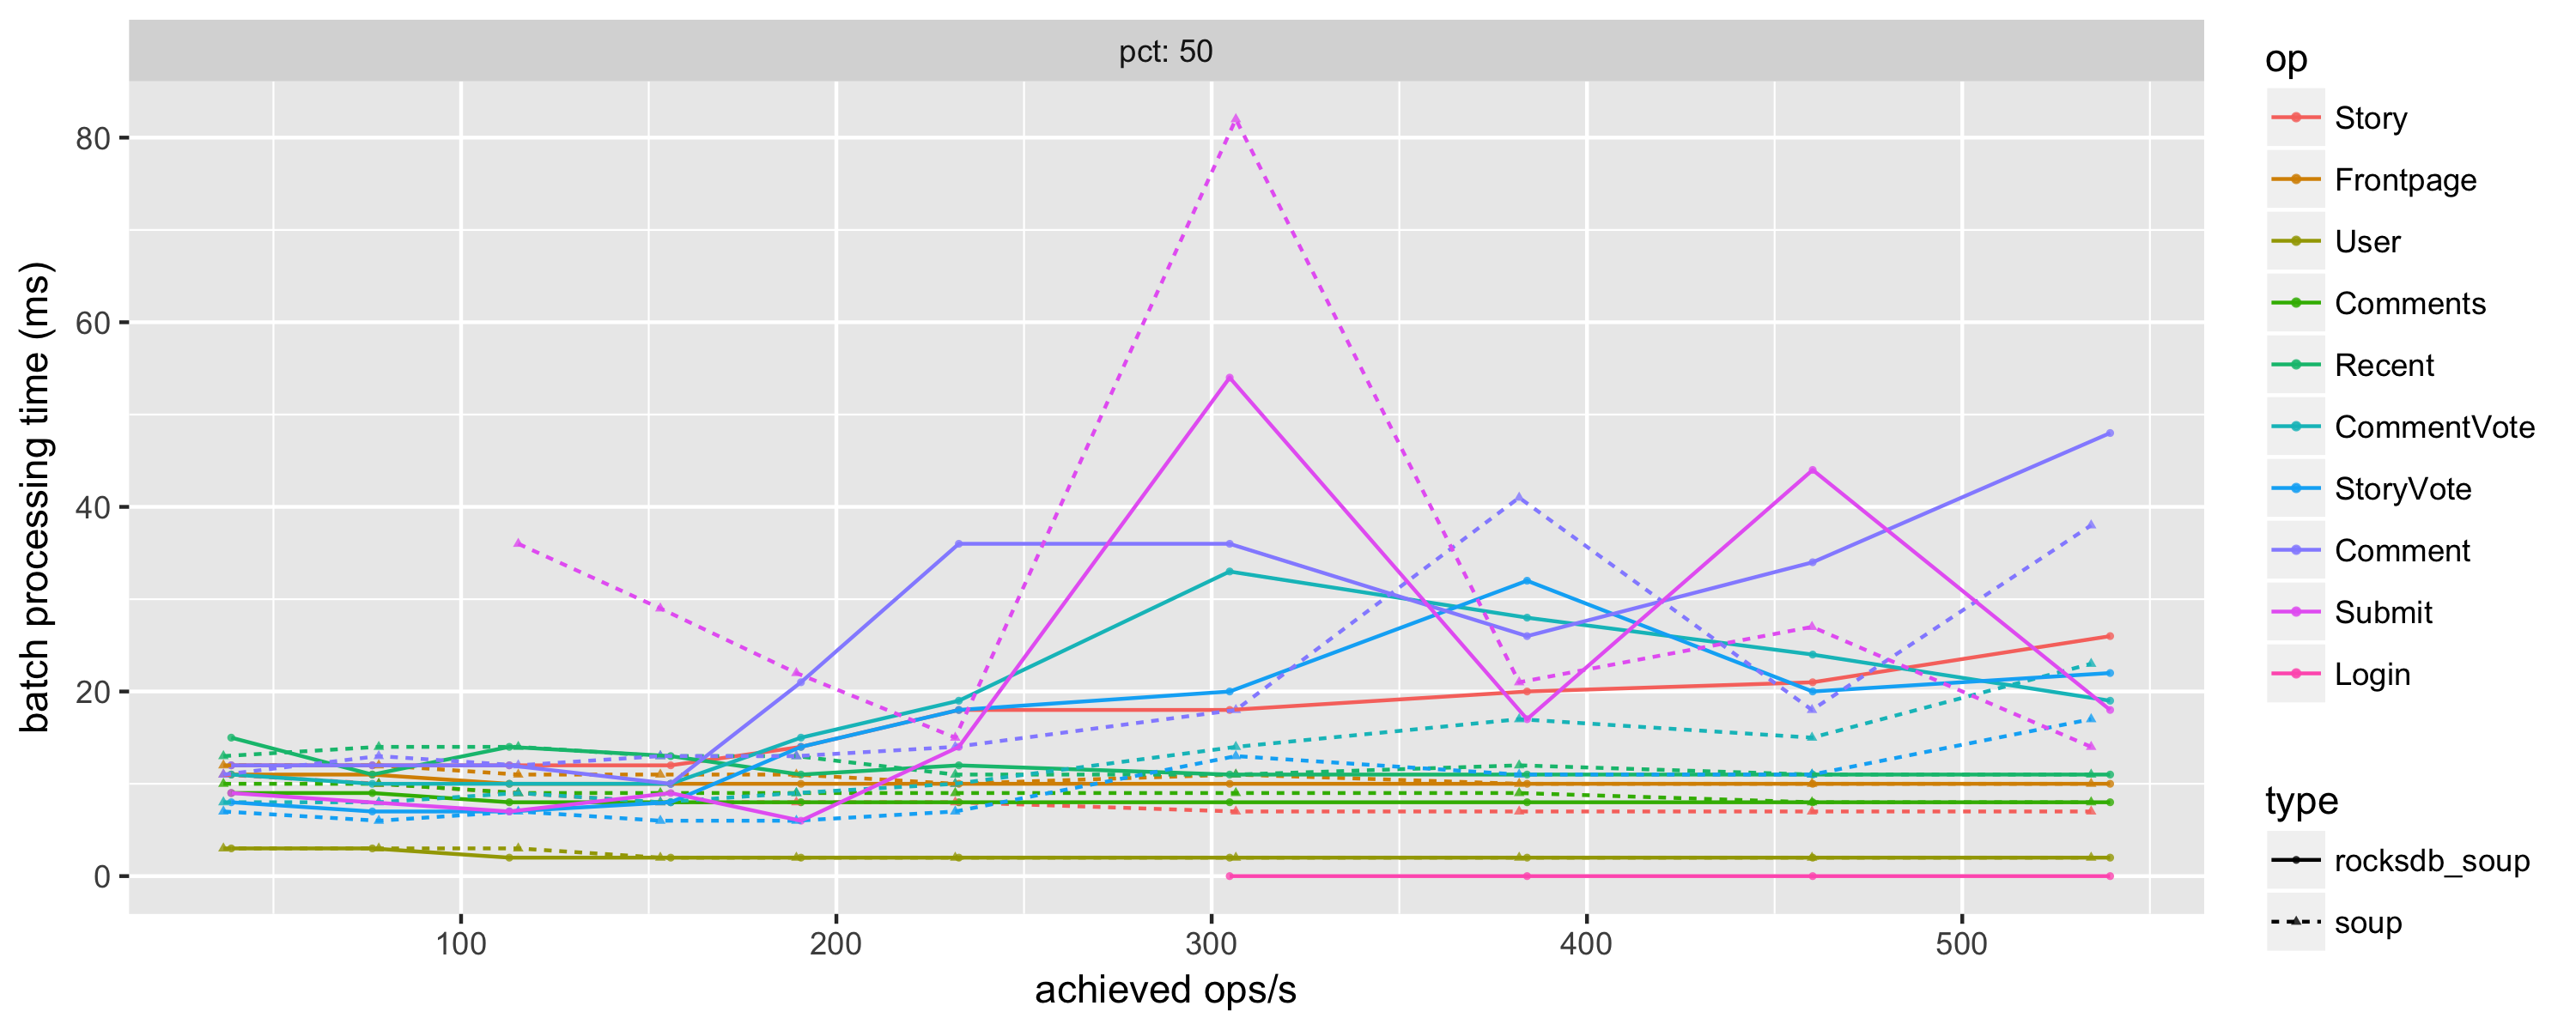 pct: 50
80
60
40
20
0
batch processing time (ms)
100 200 300 400 500
achieved ops/s
op
Story
Frontpage
User
Comments
Recent
CommentVote
StoryVote
Comment
Submit
Login
type
rocksdb_soup
soup